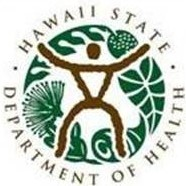 HAWAII STATE
DEPARTMENT OF HEALTH